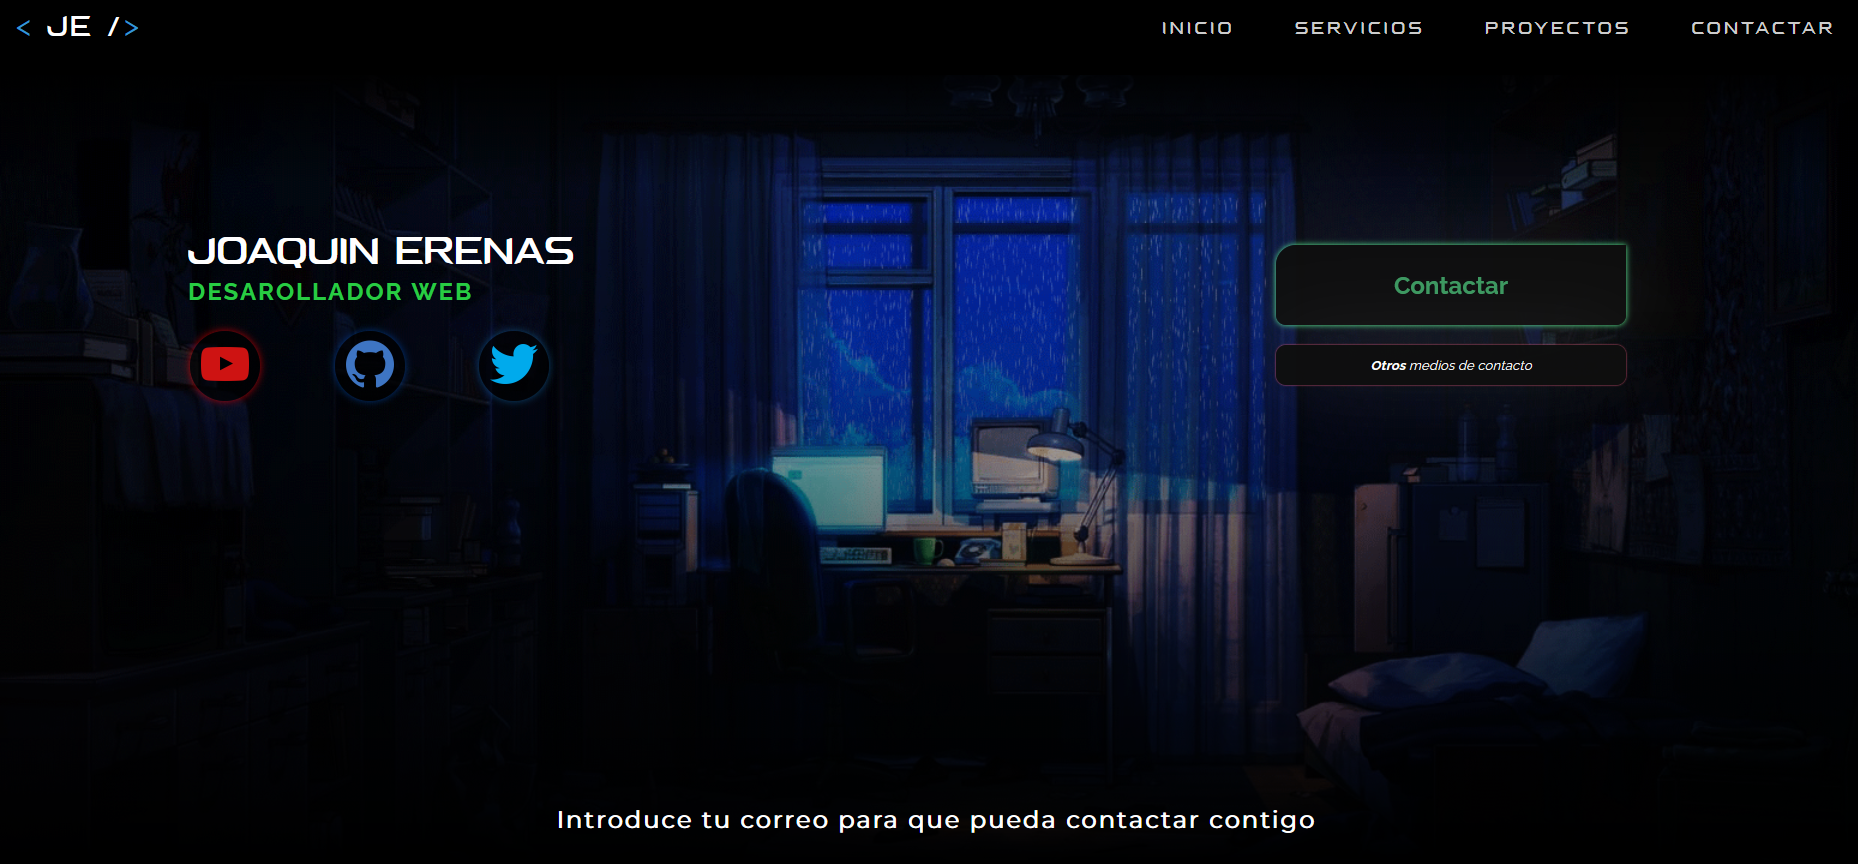 < JE />
INICIO SERVICIOS PROYECTOS CONTACTAR
JOAQUIN ERENAS
DESAROLLADOR WEB
Contactar
Otros medios de contacto
Introduce tu correo para que pueda contactar contigo